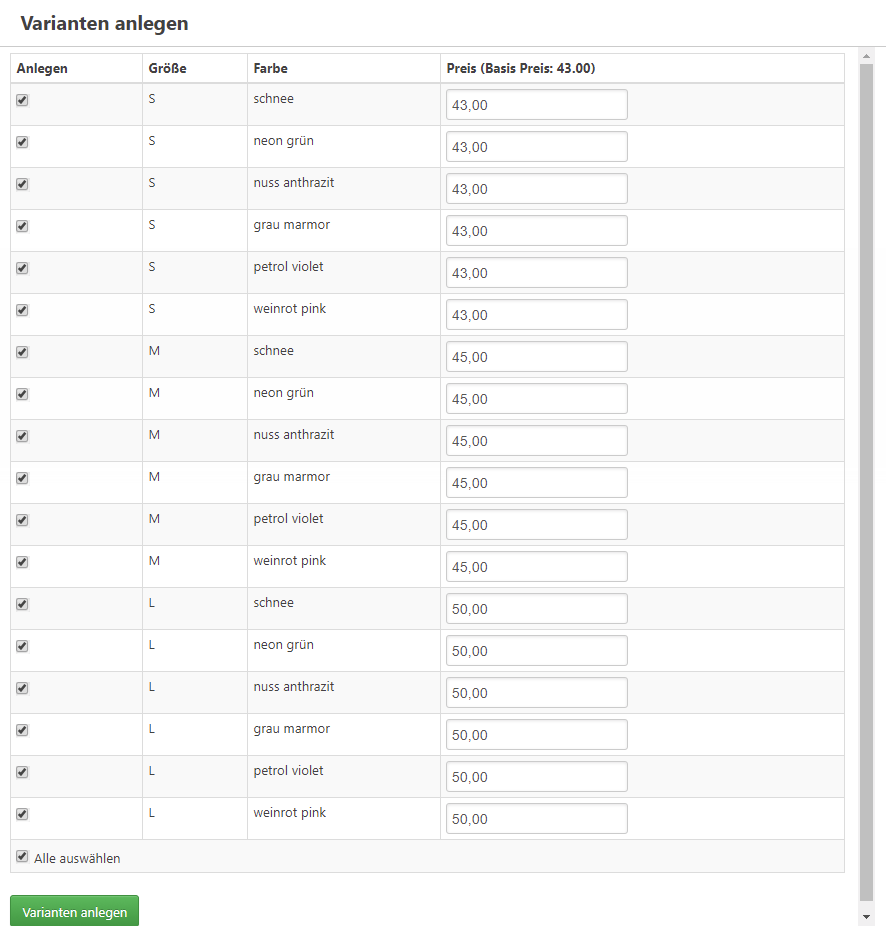 Varianten anlegen
Anlegen Größe Farbe Preis (Basis Preis: 43.00)
S schnee 43,00
S neon grün 43,00
S nuss anthrazit 43,00
S grau marmor 43,00
S petrol violet 43,00
S weinrot pink 43,00
M schnee 45,00
M neon grün 45,00
M nuss anthrazit 45,00
M grau marmor 45,00
M petrol violet 45,00
M weinrot pink 45,00
L schnee 50,00
L neon grün 50,00
L nuss anthrazit 50,00
L grau marmor 50,00
L petrol violet 50,00
L weinrot pink 50,00
Alle auswählen
Varianten anlegen